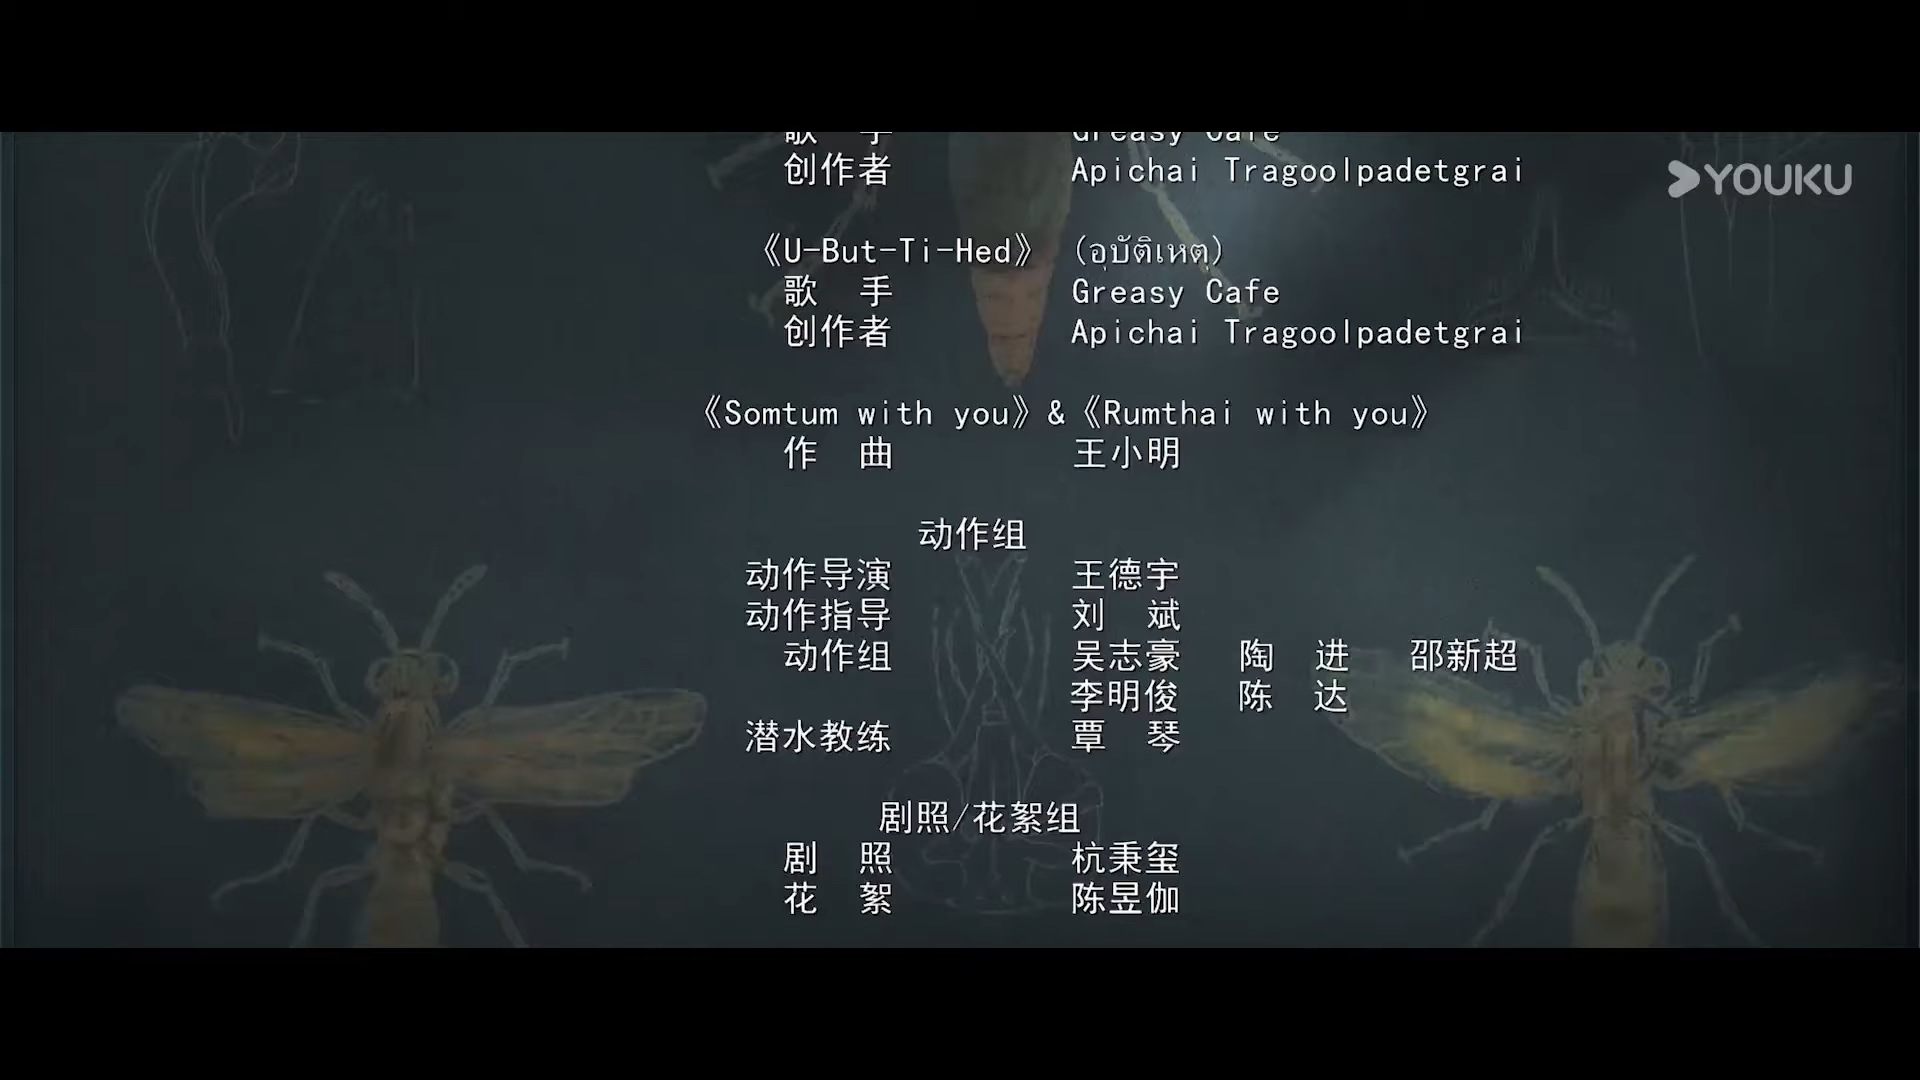 歌 手 Greasy Cafe
创作者 Apichai Tragoolpadetgrai
YOUKU
《U-But-Ti-Hed》 (อุบัติเหตุ)
歌 手 Greasy Cafe
创作者 Apichai Tragoolpadetgrai
《Somtum with you》&《Rumthai with you》
作 曲 王小明
动作组
动作导演 王德宇
动作指导 刘 斌
动作组 吴志豪 陶 进 邵新超
李明俊 陈 达
潜水教练 覃 琴
剧照/花絮组
剧 照 杭秉玺
花 絮 陈昱伽